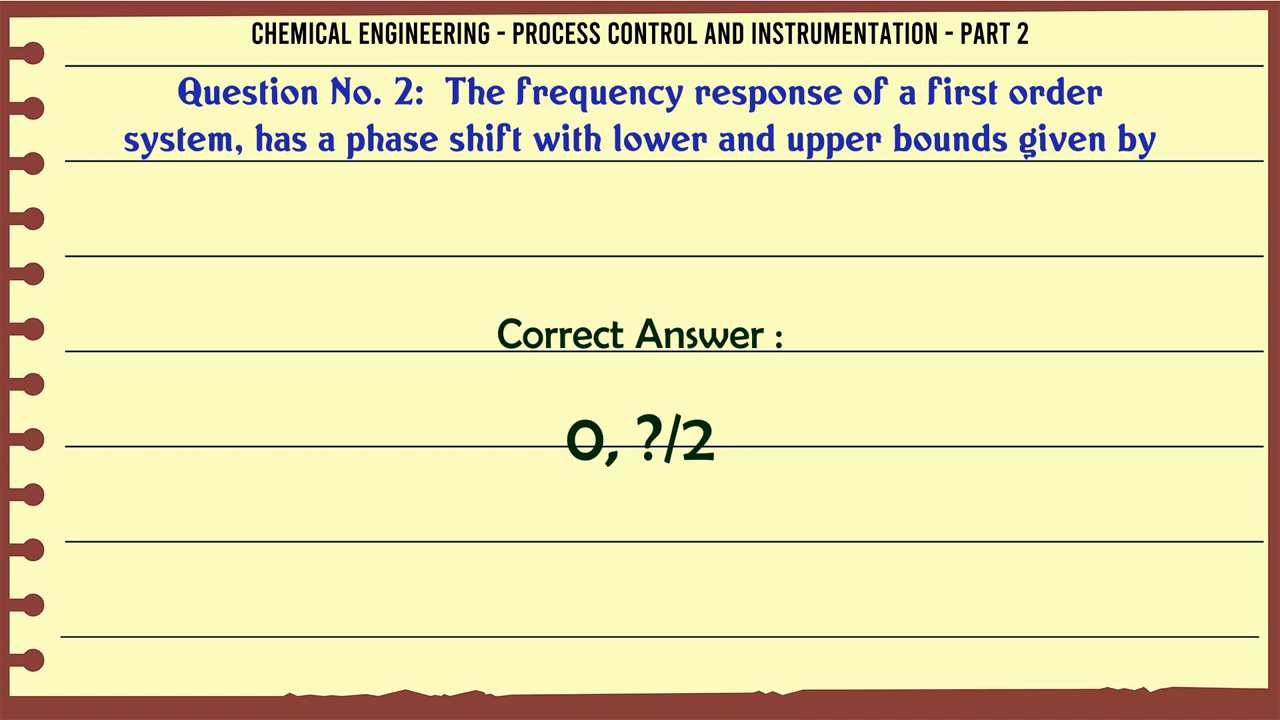 CHEMICAL ENGINEERING - PROCESS CONTROL AND INSTRUMENTATION - PART 2
Question No. 2: The frequency response of a first order
system, has a phase shift with lower and upper bounds given by
Correct Answer :
0, ?/2